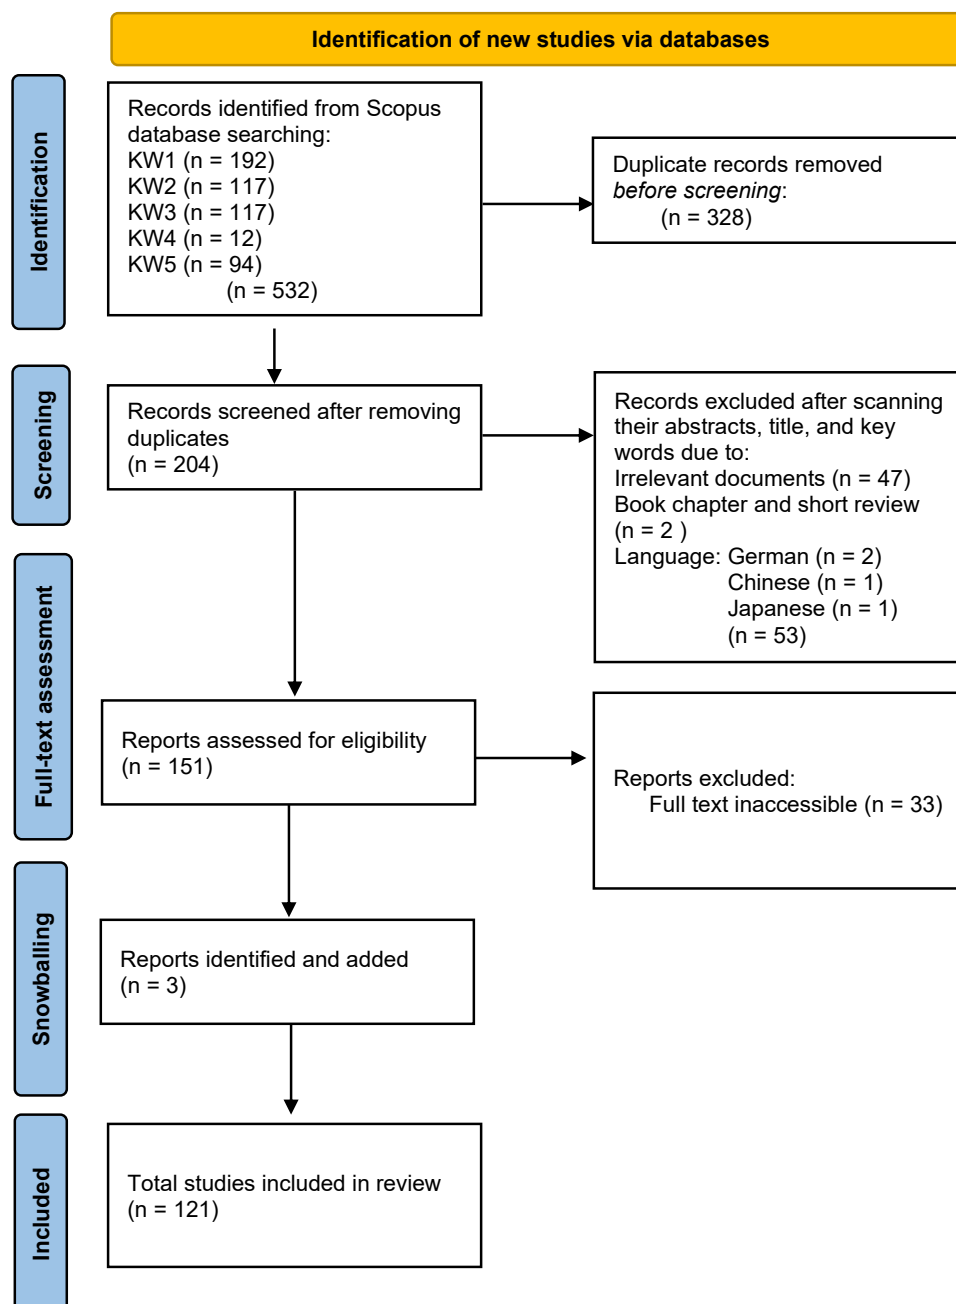 Identification of new studies via databases
Identification
Records identified from Scopus
database searching:
KW1 (n = 192)
KW2 (n = 117)
KW3 (n = 117)
KW4 (n = 12)
KW5 (n = 94)
(n = 532)
Duplicate records removed
before screening:
(n = 328)
Screening
Records screened after removing
duplicates
(n = 204)
Records excluded after scanning
their abstracts, title, and key
words due to:
Irrelevant documents (n = 47)
Book chapter and short review
(n = 2 )
Language: German (n = 2)
Chinese (n = 1)
Japanese (n = 1)
(n = 53)
Full-text assessment
Reports assessed for eligibility
(n = 151)
Reports excluded:
Full text inaccessible (n = 33)
Snowballing
Reports identified and added
(n = 3)
Included
Total studies included in review
(n = 121)